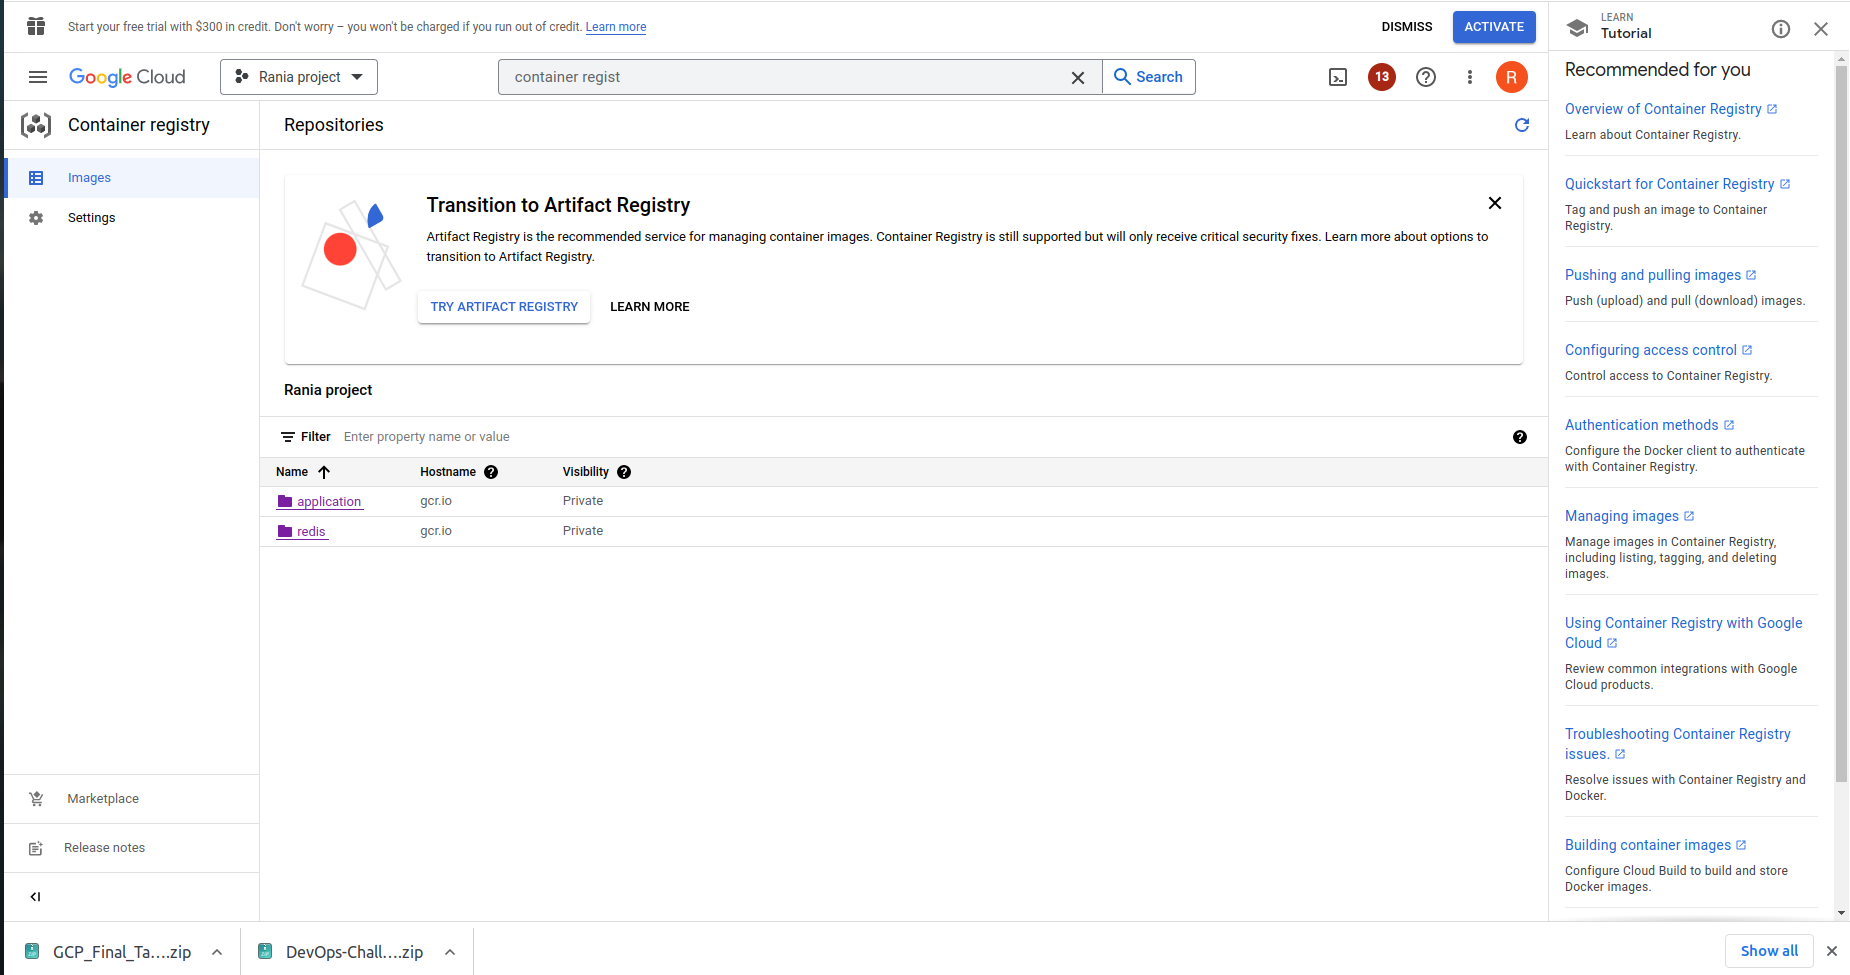 Start your free trial with $300 in credit. Don't worry – you won't be charged if you run out of credit. Learn more
DISMISS
ACTIVATE
Google Cloud
Rania project
container regist
Search
13
R
Container registry
Images
Settings
Marketplace
Release notes
Repositories
Transition to Artifact Registry
Artifact Registry is the recommended service for managing container images. Container Registry is still supported but will only receive critical security fixes. Learn more about options to
transition to Artifact Registry.
TRY ARTIFACT REGISTRY
LEARN MORE
Rania project
Filter Enter property name or value
Name Hostname Visibility
application gcr.io Private
redis gcr.io Private
LEARN
Tutorial
Recommended for you
Overview of Container Registry
Learn about Container Registry.
Quickstart for Container Registry
Tag and push an image to Container
Registry.
Pushing and pulling images
Push (upload) and pull (download) images.
Configuring access control
Control access to Container Registry.
Authentication methods
Configure the Docker client to authenticate
with Container Registry.
Managing images
Manage images in Container Registry,
including listing, tagging, and deleting
images.
Using Container Registry with Google
Cloud
Review common integrations with Google
Cloud products.
Troubleshooting Container Registry
issues.
Resolve issues with Container Registry and
Docker.
Building container images
Configure Cloud Build to build and store
Docker images.
GCP_Final_Ta....zip
DevOps-Chall....zip
Show all